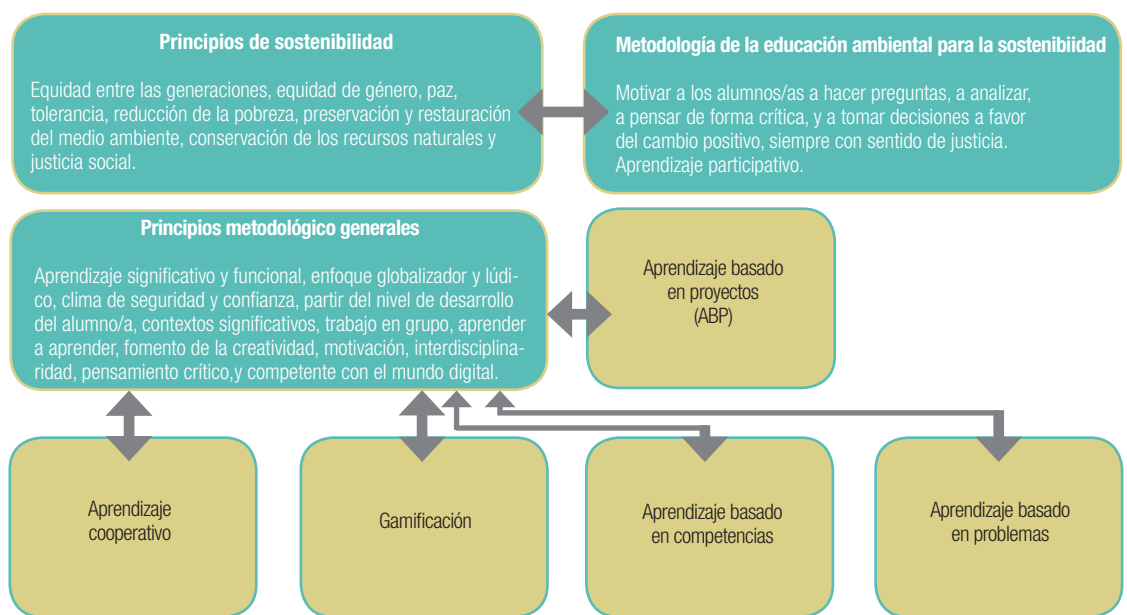 Principios de sostenibilidad
Equidad entre las generaciones, equidad de género, paz,
tolerancia, reducción de la pobreza, preservación y restauración
del medio ambiente, conservación de los recursos naturales y
justicia social.
Metodología de la educación ambiental para la sostenibiidad
Motivar a los alumnos/as a hacer preguntas, a analizar,
a pensar de forma crítica, y a tomar decisiones a favor
del cambio positivo, siempre con sentido de justicia.
Aprendizaje participativo.
Principios metodológico generales
Aprendizaje significativo y funcional, enfoque globalizador y lúdi-
co, clima de seguridad y confianza, partir del nivel de desarrollo
del alumno/a, contextos significativos, trabajo en grupo, aprender
a aprender, fomento de la creatividad, motivación, interdisciplina-
ridad, pensamiento crítico,y competente con el mundo digital.
Aprendizaje basado
en proyectos
(ABP)
Aprendizaje
cooperativo
Gamificación
Aprendizaje basado
en competencias
Aprendizaje basado
en problemas